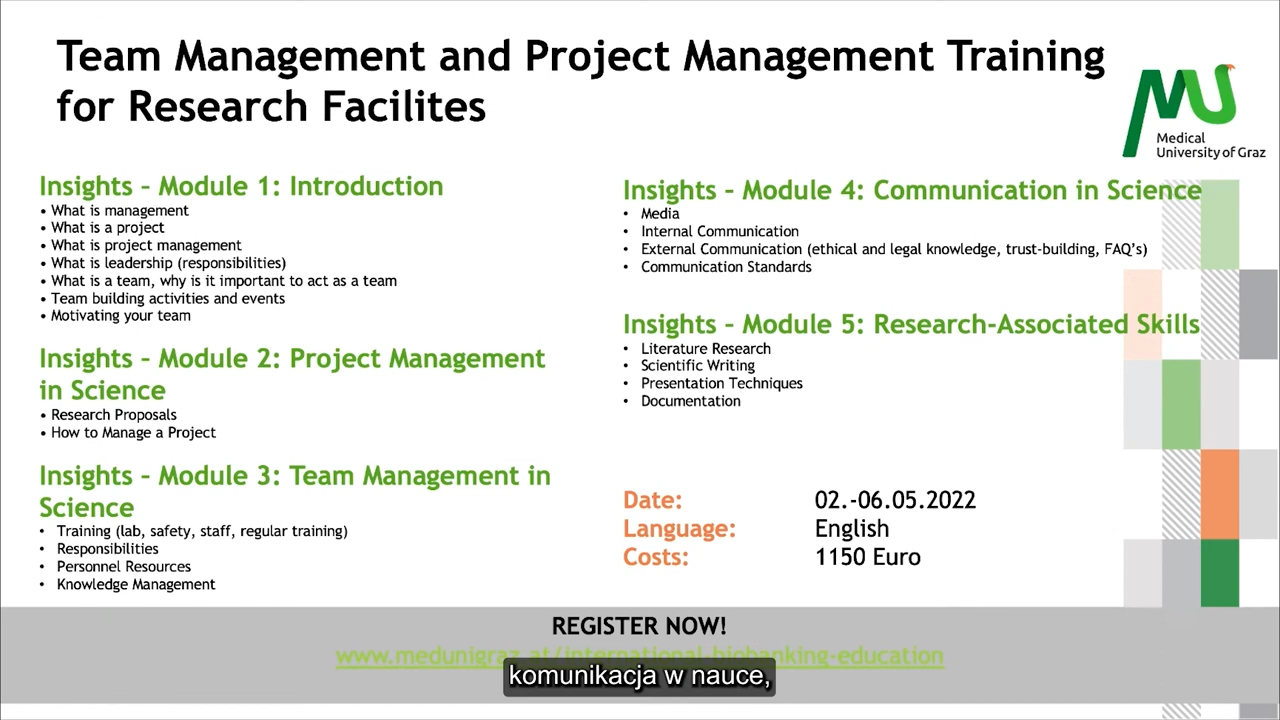 Team Management and Project Management Training
for Research Facilites
Medical
University of Graz
Insights – Module 1: Introduction
• What is management
• What is a project
• What is project management
• What is leadership (responsibilities)
• What is a team, why is it important to act as a team
• Team building activities and events
• Motivating your team
Insights – Module 2: Project Management
in Science
• Research Proposals
• How to Manage a Project
Insights – Module 3: Team Management in
Science
• Training (lab, safety, staff, regular training)
• Responsibilities
• Personnel Resources
• Knowledge Management
Insights – Module 4: Communication in Science
• Media
• Internal Communication
• External Communication (ethical and legal knowledge, trust-building, FAQ's)
• Communication Standards
Insights – Module 5: Research-Associated Skills
• Literature Research
• Scientific Writing
• Presentation Techniques
• Documentation
Date: 02.-06.05.2022
Language: English
Costs: 1150 Euro
REGISTER NOW!
www.medunigraz.at/international-biobanking-education
komunikacja w nauce,